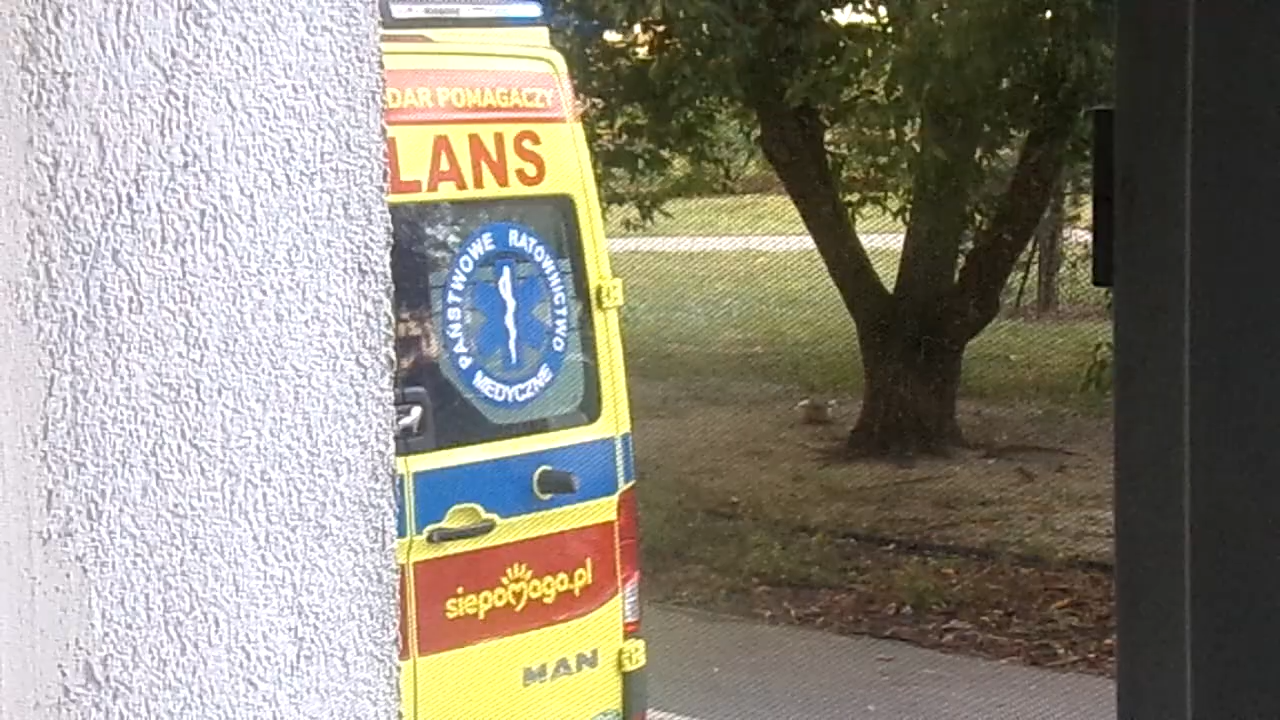 DAR POMAGACZY
LANS
PAŃSTWOWE RATOWNICTWO
MEDYCZNE
siepomaga.pl
MAN